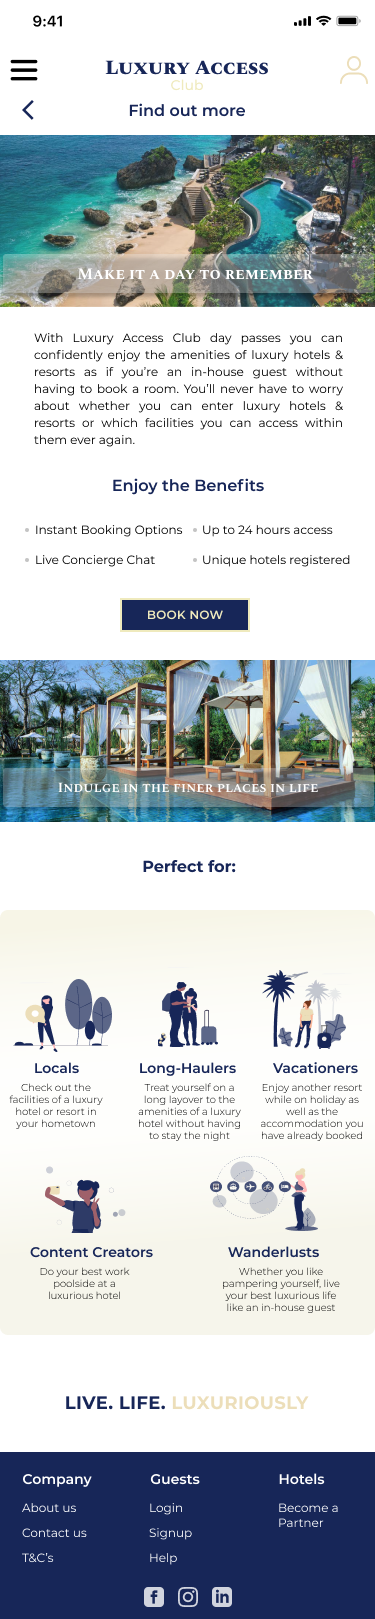 9:41
Luxury Access
Club
Find out more
Make it a day to remember
With Luxury Access Club day passes you can
confidently enjoy the amenities of luxury hotels &
resorts as if you’re an in-house guest without
having to book a room. You’ll never have to worry
about whether you can enter luxury hotels &
resorts or which facilities you can access within
them ever again.
Enjoy the Benefits
Instant Booking Options
Up to 24 hours access
Live Concierge Chat
Unique hotels registered
BOOK NOW
Indulge in the finer places in life
Perfect for:
Locals
Check out the
facilities of a luxury
hotel or resort in
your hometown
Long-Haulers
Treat yourself on a
long layover to the
amenities of a luxury
hotel without having
to stay the night
Vacationers
Enjoy another resort
while on holiday as
well as the
accommodation you
have already booked
Content Creators
Do your best work
poolside at a
luxurious hotel
Wanderlusts
Whether you like
pampering yourself, live
your best luxurious life
like an in-house guest
LIVE. LIFE. LUXURIOUSLY
Company
About us
Contact us
T&C’s
Guests
Login
Signup
Help
Hotels
Become a
Partner